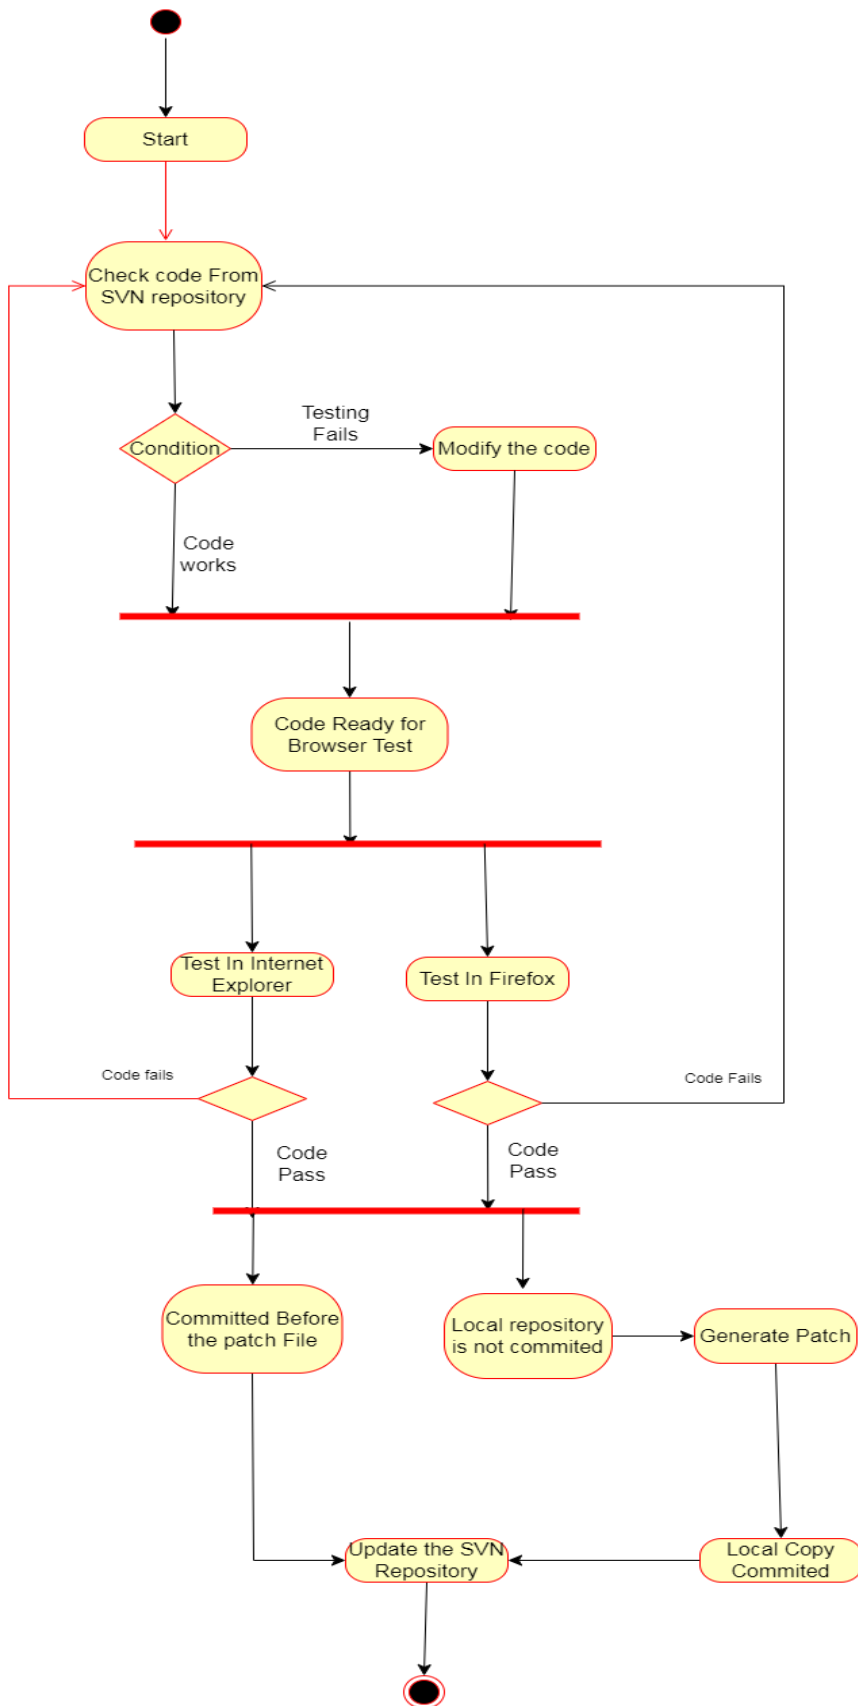 Start
Check code From
SVN repository
Condition
Testing
Fails
Modify the code
Code
works
Code Ready for
Browser Test
Test In Internet
Explorer
Test In Firefox
Code fails
Code Fails
Code
Pass
Code
Pass
Committed Before
the patch File
Local repository
is not commited
Generate Patch
Update the SVN
Repository
Local Copy
Commited